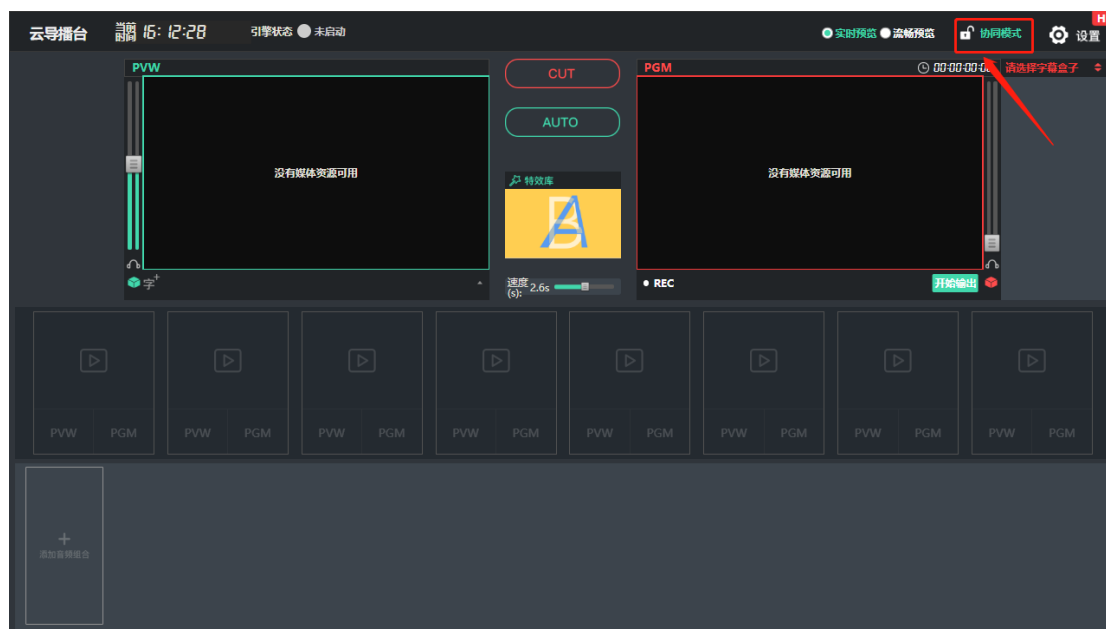 云导播台 当前时间 16:12:28 引擎状态 未启动 实时预览 流畅预览 协同模式 设置 H
PVW CUT PGM 请选择字幕盒子
AUTO
没有媒体资源可用 没有媒体资源可用
特效库
A B
字+ 速度(s): 2.6s REC 开始输出
PVW PGM PVW PGM PVW PGM PVW PGM PVW PGM PVW PGM PVW PGM PVW PGM
添加音频组合